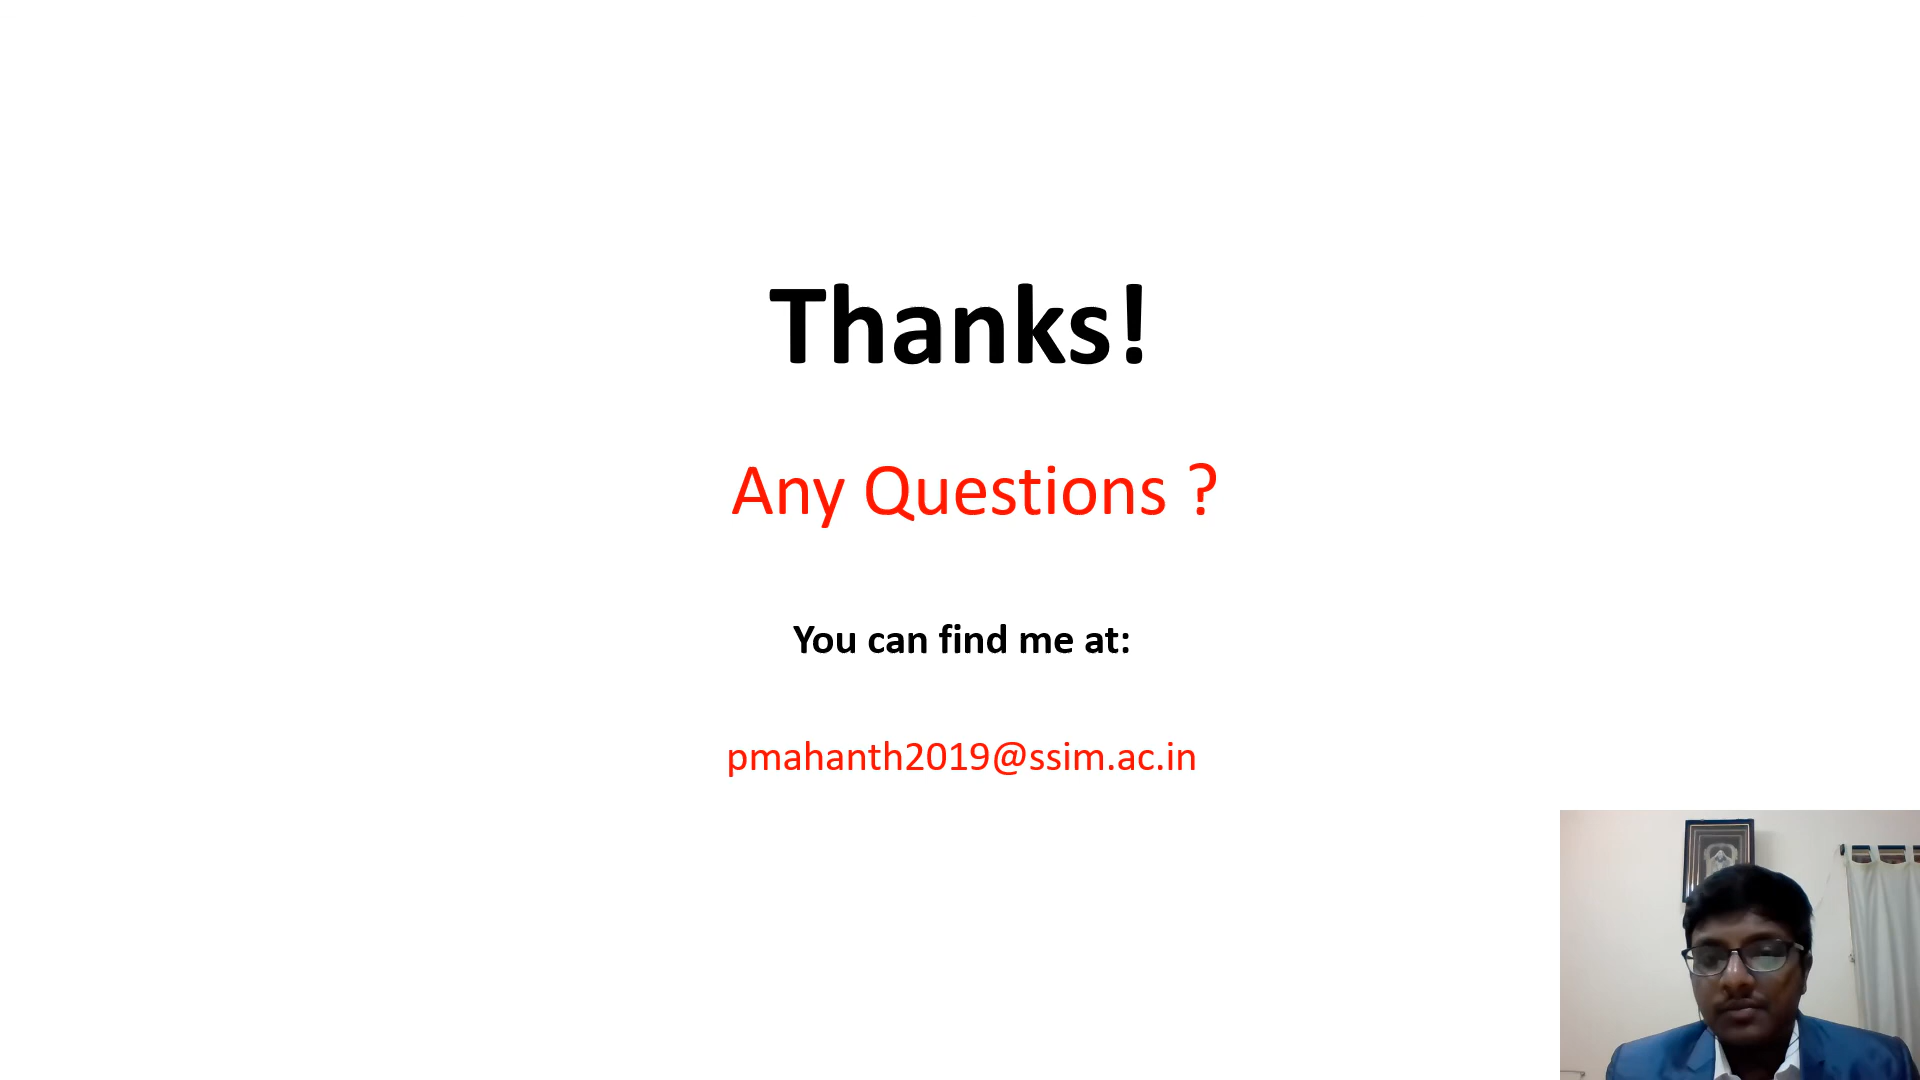 Thanks!
Any Questions ?
You can find me at:
pmahanth2019@ssim.ac.in